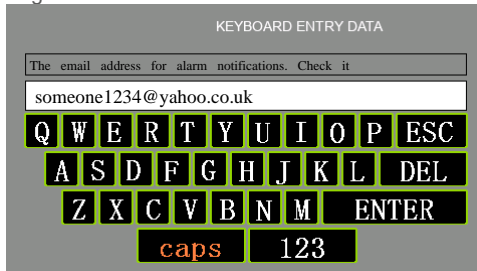 KEYBOARD ENTRY DATA
The email address for alarm notifications. Check it
someone1234@yahoo.co.uk
Q W E R T Y U I O P ESC
A S D F G H J K L DEL
Z X C V B N M ENTER
caps 123